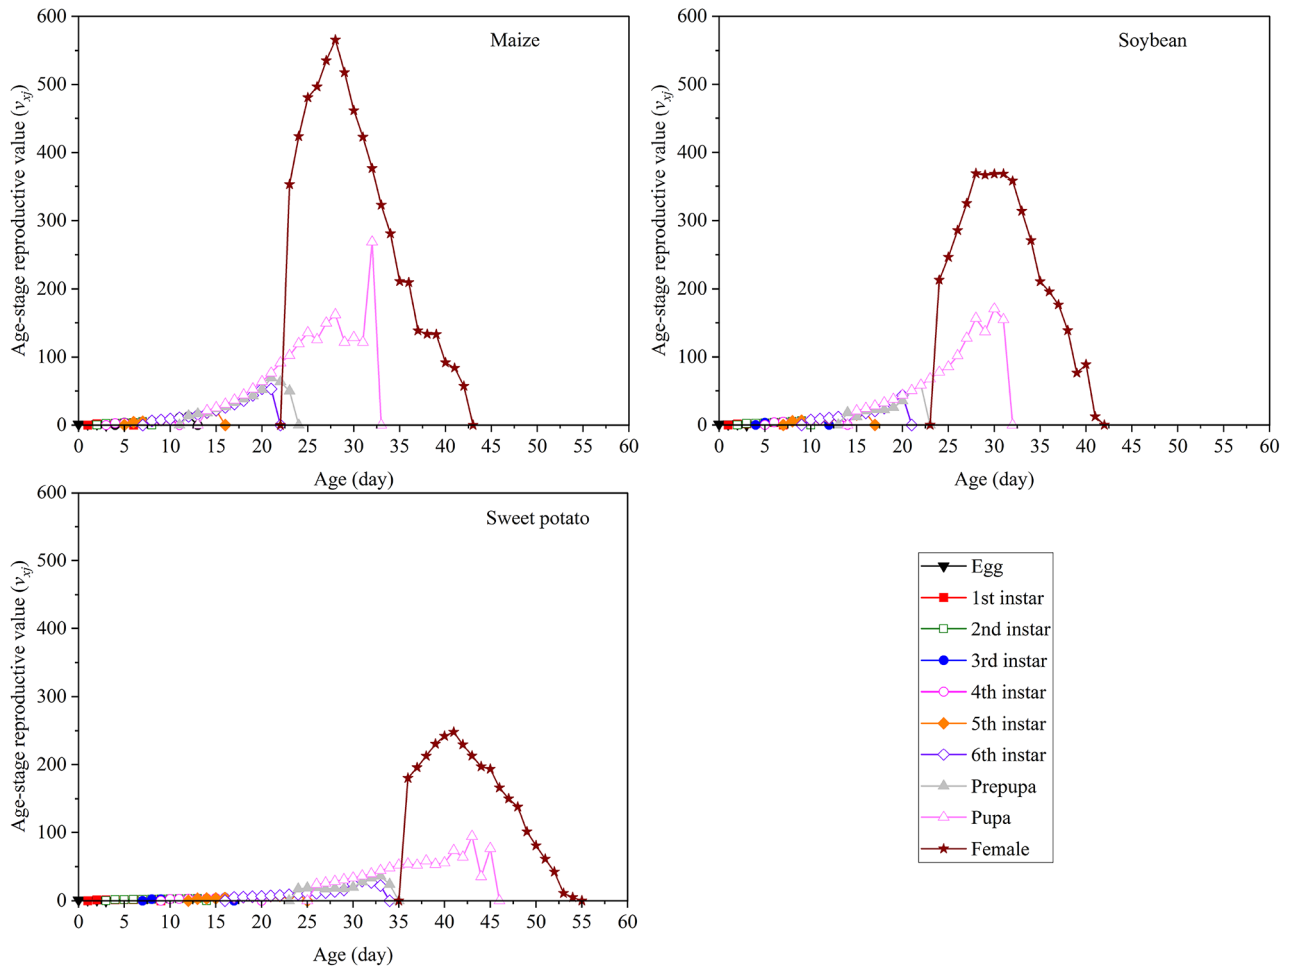 Maize
Age-stage reproductive value (vxj)
600
500
400
300
200
100
0
0 5 10 15 20 25 30 35 40 45 50 55 60
Age (day)
Soybean
Age-stage reproductive value (vxj)
600
500
400
300
200
100
0
0 5 10 15 20 25 30 35 40 45 50 55 60
Age (day)
Sweet potato
Age-stage reproductive value (vxj)
600
500
400
300
200
100
0
0 5 10 15 20 25 30 35 40 45 50 55 60
Age (day)
Egg
1st instar
2nd instar
3rd instar
4th instar
5th instar
6th instar
Prepupa
Pupa
Female